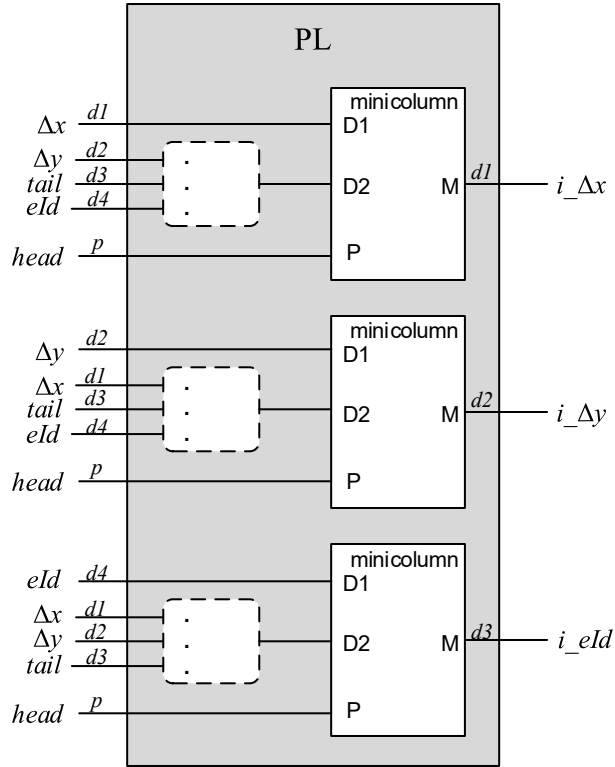 PL
minicolumn
Δx d1 D1
Δy d2
tail d3 D2 M d1 i_Δx
eId d4
head p P
minicolumn
Δy d2 D1
Δx d1
tail d3 D2 M d2 i_Δy
eId d4
head p P
minicolumn
eId d4 D1
Δx d1
Δy d2 D2 M d3 i_eId
tail d3
head p P